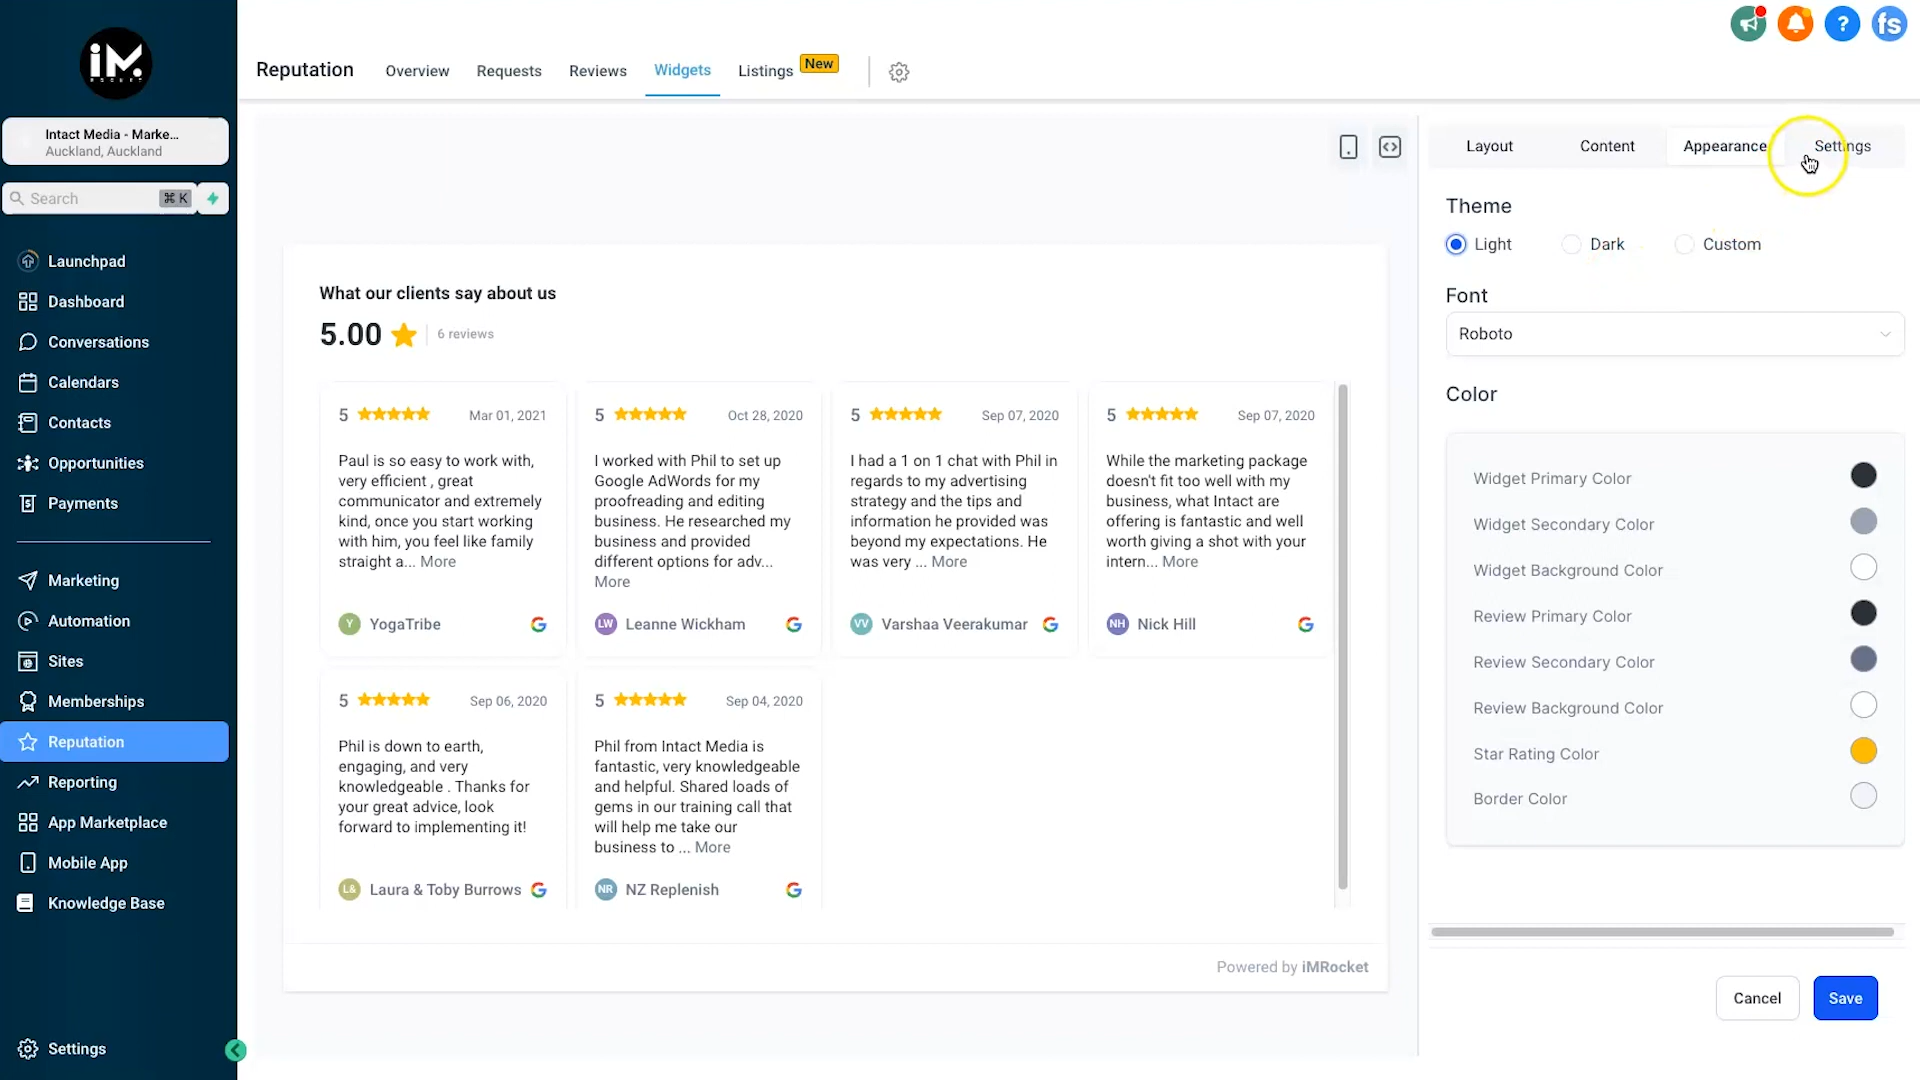 iM.
ROCKET
Intact Media - Marke...
Auckland, Auckland
Search ⌘ K
Launchpad
Dashboard
Conversations
Calendars
Contacts
Opportunities
Payments
Marketing
Automation
Sites
Memberships
Reputation
Reporting
App Marketplace
Mobile App
Knowledge Base
Settings
Reputation Overview Requests Reviews Widgets Listings New
? fs
What our clients say about us
5.00 6 reviews
5 Mar 01, 2021
Paul is so easy to work with,
very efficient , great
communicator and extremely
kind, once you start working
with him, you feel like family
straight a... More
Y YogaTribe
5 Oct 28, 2020
I worked with Phil to set up
Google AdWords for my
proofreading and editing
business. He researched my
business and provided
different options for adv...
More
LW Leanne Wickham
5 Sep 07, 2020
I had a 1 on 1 chat with Phil in
regards to my advertising
strategy and the tips and
information he provided was
beyond my expectations. He
was very ... More
VV Varshaa Veerakumar
5 Sep 07, 2020
While the marketing package
doesn't fit too well with my
business, what Intact are
offering is fantastic and well
worth giving a shot with your
intern... More
NH Nick Hill
5 Sep 06, 2020
Phil is down to earth,
engaging, and very
knowledgeable . Thanks for
your great advice, look
forward to implementing it!
L& Laura & Toby Burrows
5 Sep 04, 2020
Phil from Intact Media is
fantastic, very knowledgeable
and helpful. Shared loads of
gems in our training call that
will help me take our
business to ... More
NR NZ Replenish
Powered by iMRocket
Layout Content Appearance Settings
Theme
Light Dark Custom
Font
Roboto
Color
Widget Primary Color
Widget Secondary Color
Widget Background Color
Review Primary Color
Review Secondary Color
Review Background Color
Star Rating Color
Border Color
Cancel Save